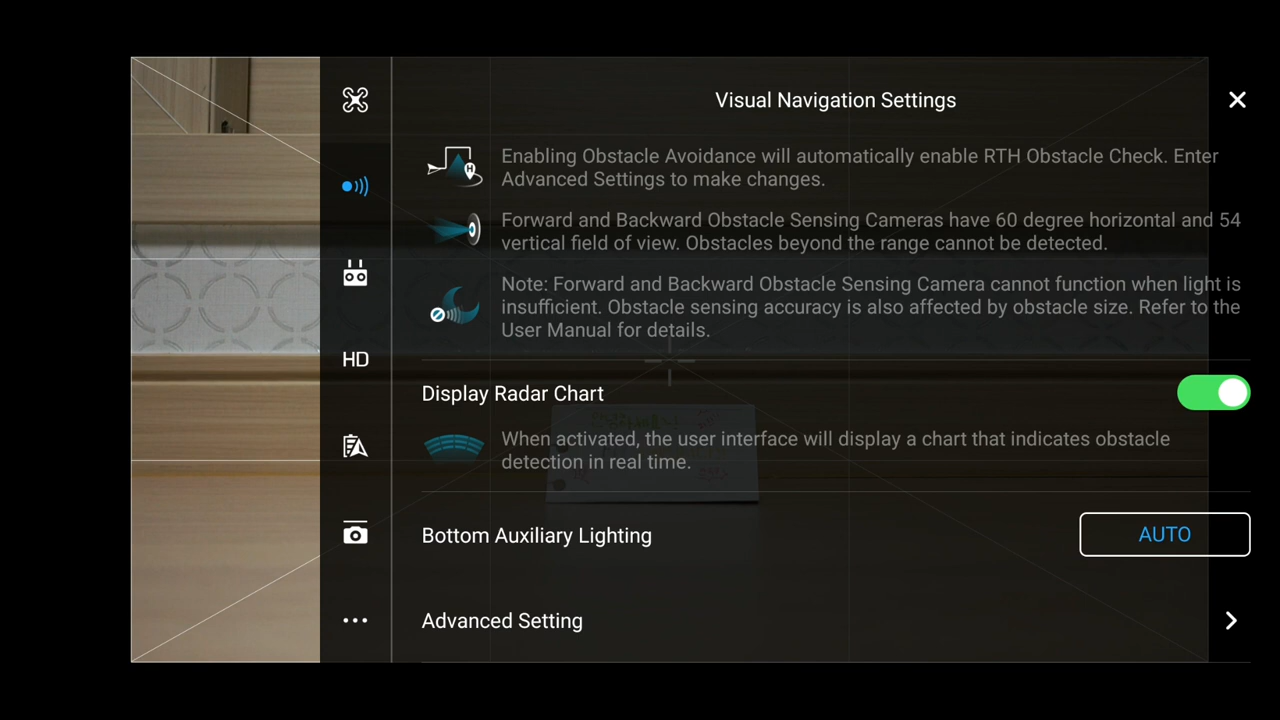 Visual Navigation Settings
Enabling Obstacle Avoidance will automatically enable RTH Obstacle Check. Enter
Advanced Settings to make changes.
Forward and Backward Obstacle Sensing Cameras have 60 degree horizontal and 54
vertical field of view. Obstacles beyond the range cannot be detected.
Note: Forward and Backward Obstacle Sensing Camera cannot function when light is
insufficient. Obstacle sensing accuracy is also affected by obstacle size. Refer to the
User Manual for details.
HD
Display Radar Chart
When activated, the user interface will display a chart that indicates obstacle
detection in real time.
Bottom Auxiliary Lighting
AUTO
Advanced Setting